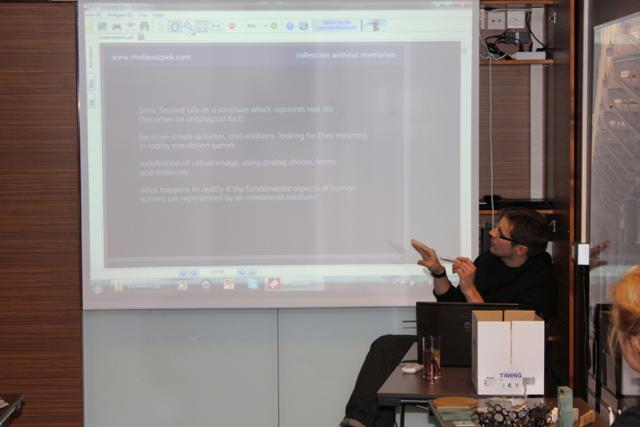 www.mateuszpek.com
collection without memories
Sims, Second Life as a structure which represents real life
(becomes an ontological fact)
focus on simple activites, and relations- looking for their meaning
in reality simulation games
redefinition of virtual image, using analog divices, forms
and materials
what happens to reality if the fundamental aspects of human
actions are represented by an immaterial medium?
TIMING